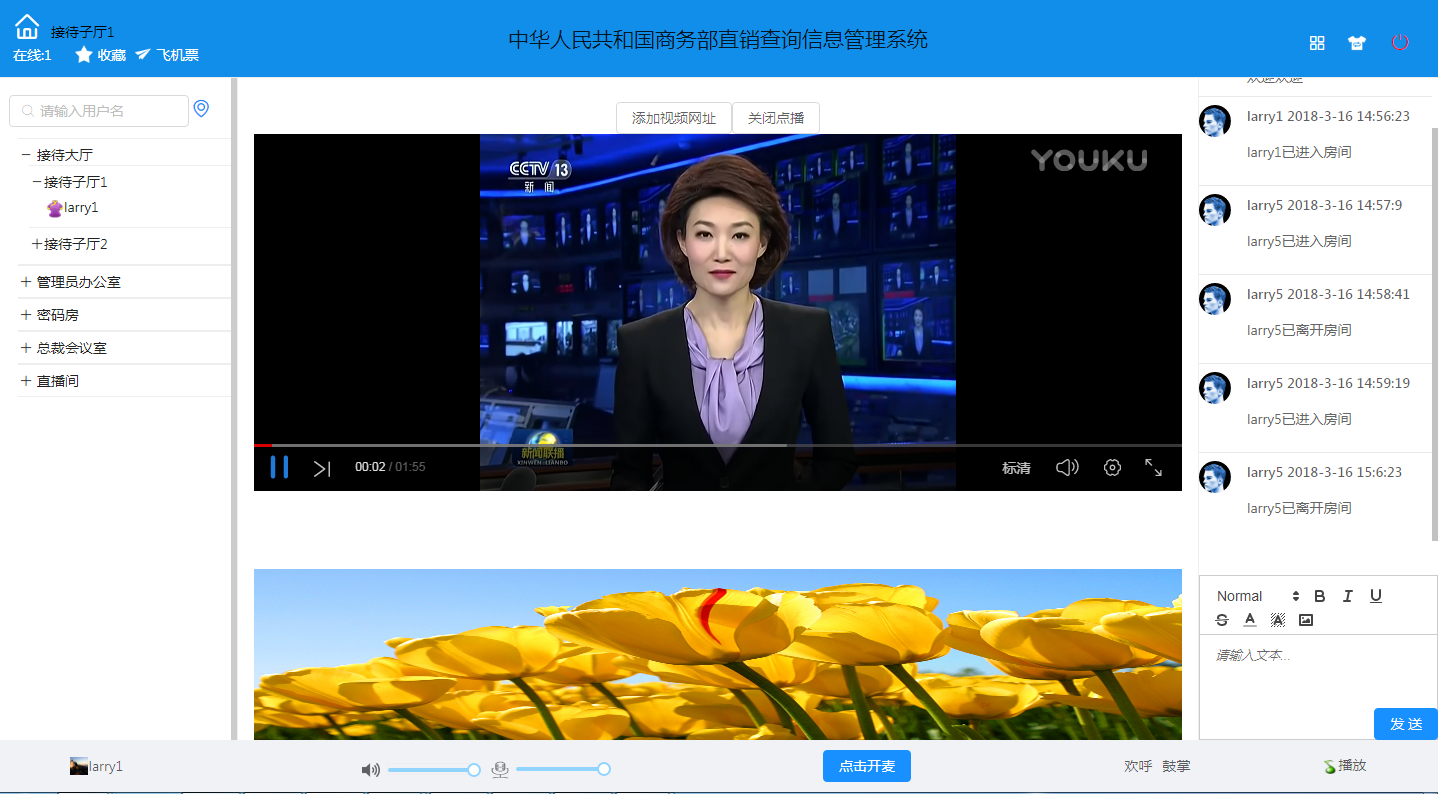 接待子厅1
在线:1 收藏 飞机票
中华人民共和国商务部直销查询信息管理系统
请输入用户名
接待大厅
接待子厅1
larry1
接待子厅2
管理员办公室
密码房
总裁会议室
直播间
添加视频网址 关闭点播
CCTV 13
新闻
YOUKU
新闻联播
XINWEN LIANBO
00:02 / 01:55
标清
欢迎欢迎
larry1 2018-3-16 14:56:23
larry1已进入房间
larry5 2018-3-16 14:57:9
larry5已进入房间
larry5 2018-3-16 14:58:41
larry5已离开房间
larry5 2018-3-16 14:59:19
larry5已进入房间
larry5 2018-3-16 15:6:23
larry5已离开房间
Normal B I U
S A A
请输入文本...
发 送
larry1
点击开麦
欢呼 鼓掌
播放